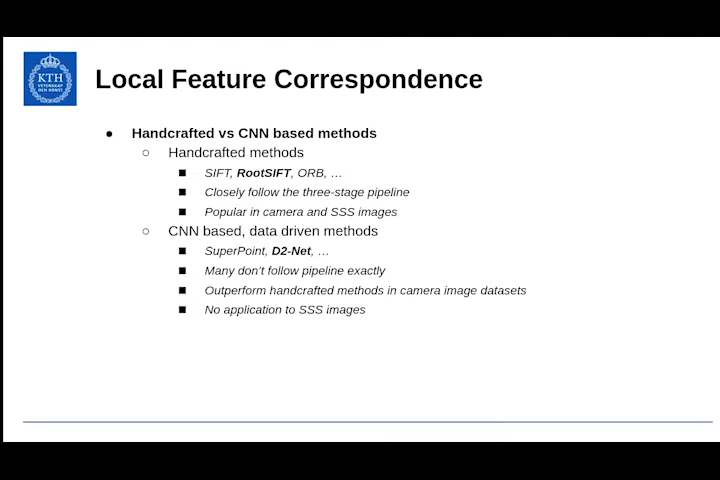 KTH
VETENSKAP
OCH KONST
Local Feature Correspondence
● Handcrafted vs CNN based methods
○ Handcrafted methods
■ SIFT, RootSIFT, ORB, …
■ Closely follow the three-stage pipeline
■ Popular in camera and SSS images
○ CNN based, data driven methods
■ SuperPoint, D2-Net, …
■ Many don't follow pipeline exactly
■ Outperform handcrafted methods in camera image datasets
■ No application to SSS images